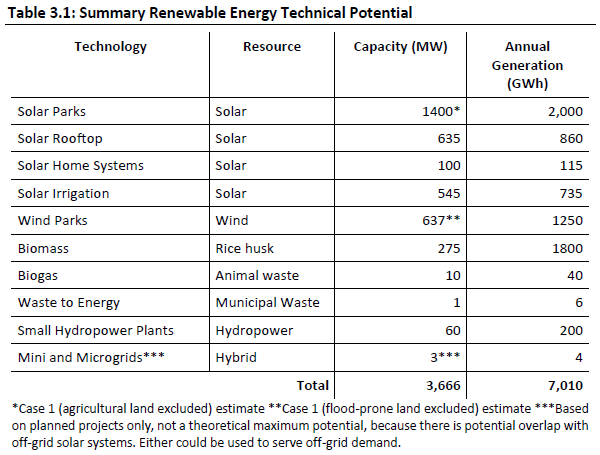 Table 3.1: Summary Renewable Energy Technical Potential
Technology Resource Capacity (MW) Annual
Generation
(GWh)
Solar Parks Solar 1400* 2,000
Solar Rooftop Solar 635 860
Solar Home Systems Solar 100 115
Solar Irrigation Solar 545 735
Wind Parks Wind 637** 1250
Biomass Rice husk 275 1800
Biogas Animal waste 10 40
Waste to Energy Municipal Waste 1 6
Small Hydropower Plants Hydropower 60 200
Mini and Microgrids*** Hybrid 3*** 4
Total 3,666 7,010
*Case 1 (agricultural land excluded) estimate **Case 1 (flood-prone land excluded) estimate ***Based
on planned projects only, not a theoretical maximum potential, because there is potential overlap with
off-grid solar systems. Either could be used to serve off-grid demand.